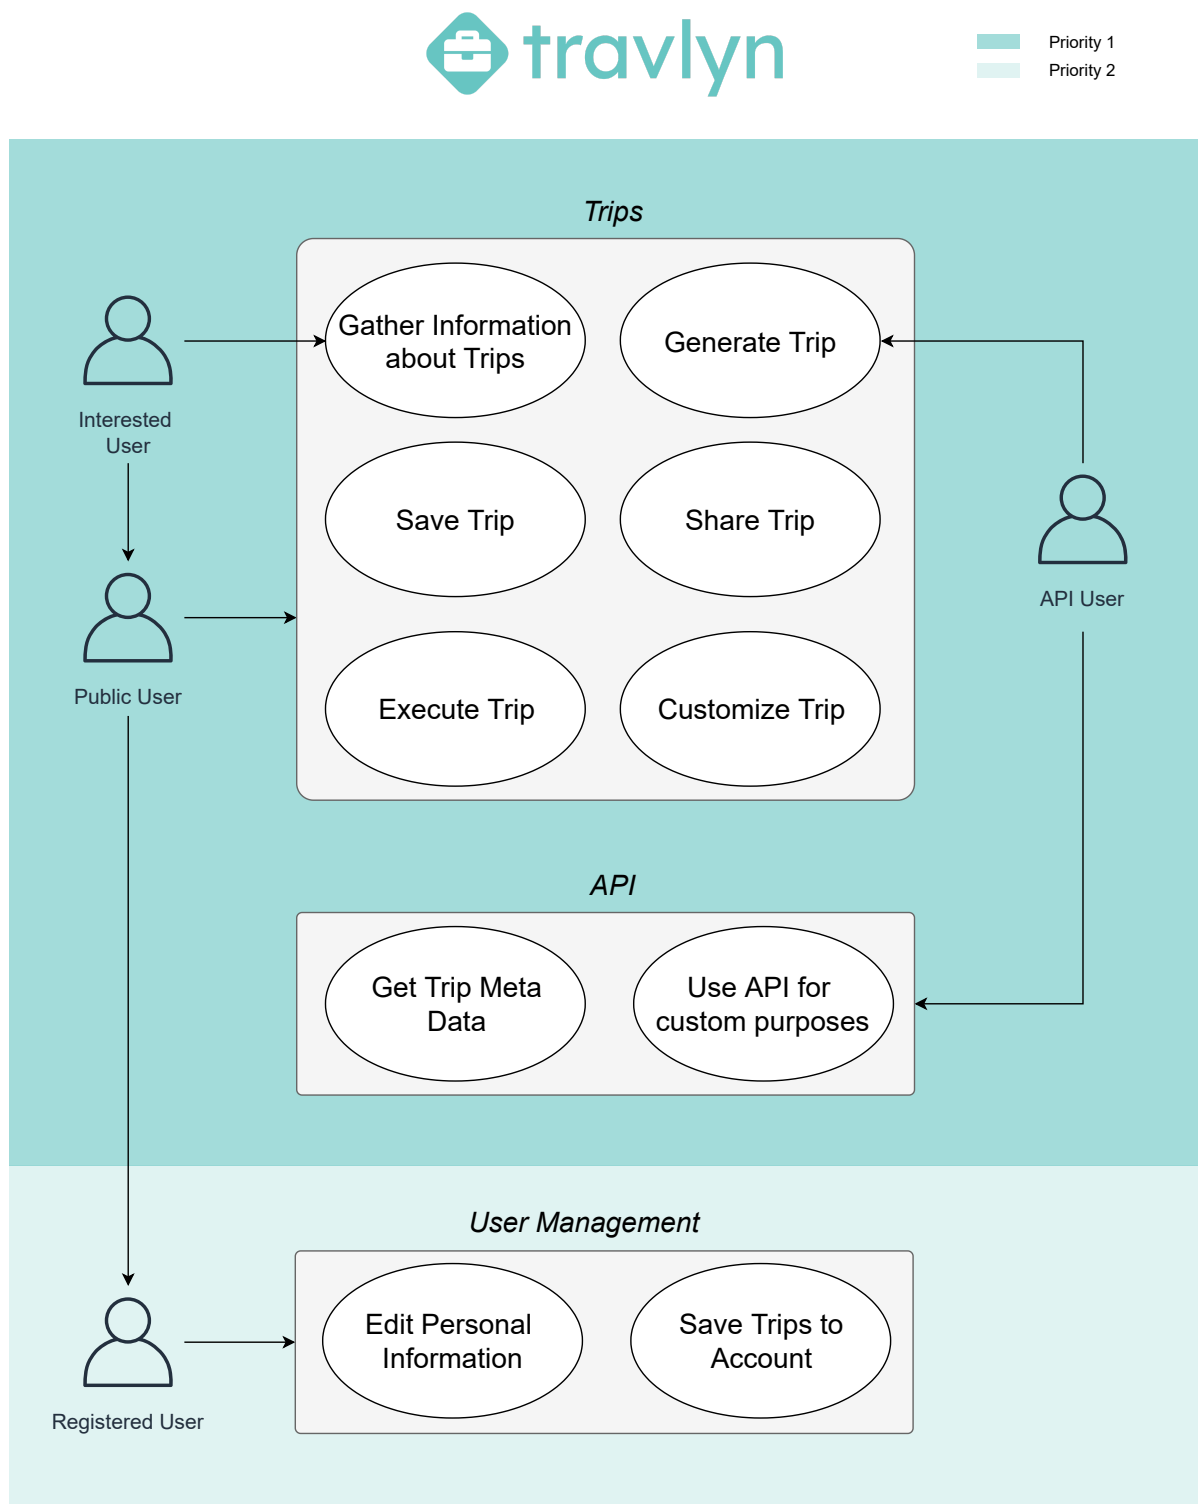 travlyn
Priority 1
Priority 2
Trips
Gather Information
about Trips
Generate Trip
Interested
User
Save Trip
Share Trip
API User
Public User
Execute Trip
Customize Trip
API
Get Trip Meta
Data
Use API for
custom purposes
User Management
Edit Personal
Information
Save Trips to
Account
Registered User